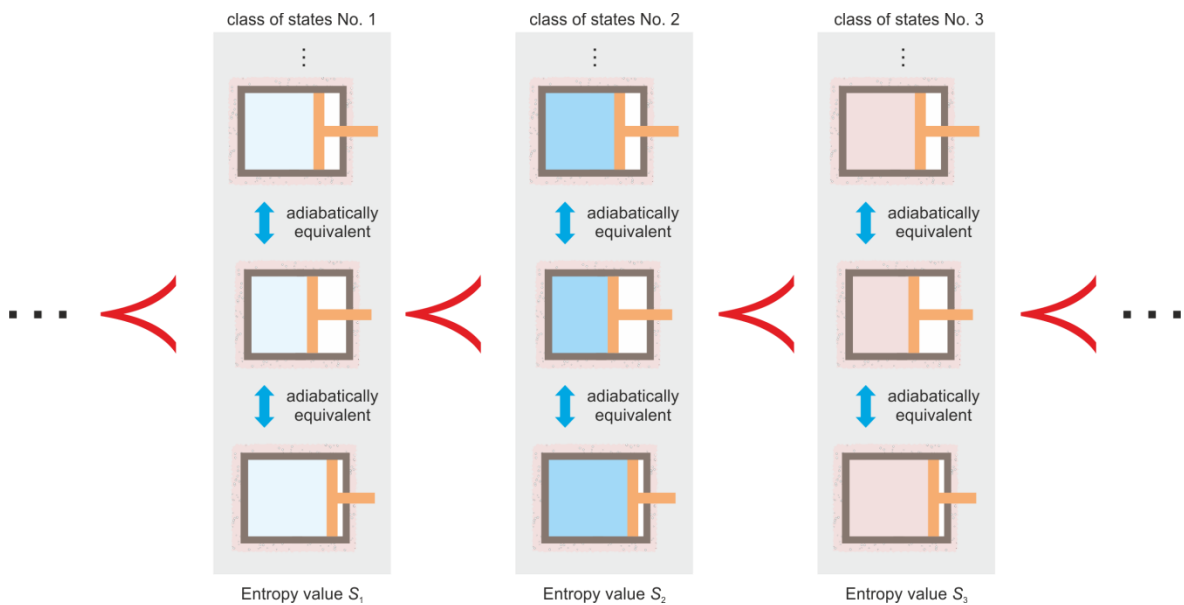 class of states No. 1
class of states No. 2
class of states No. 3
adiabatically
equivalent
adiabatically
equivalent
adiabatically
equivalent
adiabatically
equivalent
adiabatically
equivalent
adiabatically
equivalent
Entropy value S₁
Entropy value S₂
Entropy value S₃